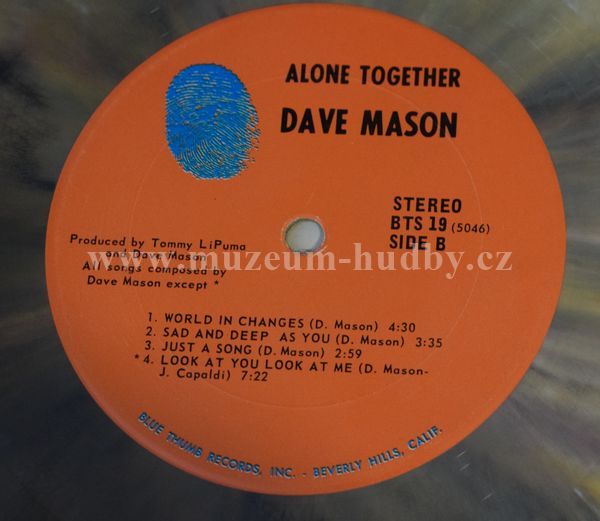 ALONE TOGETHER
DAVE MASON
STEREO
BTS 19 (5046)
SIDE B
Produced by Tommy LiPuma
and Dave Mason
All songs composed by
Dave Mason except *
www.muzeum-hudby.cz
1. WORLD IN CHANGES (D. Mason) 4:30
2. SAD AND DEEP AS YOU (D. Mason) 3:35
3. JUST A SONG (D. Mason) 2:59
*4. LOOK AT YOU LOOK AT ME (D. Mason-
J. Capaldi) 7:22
BLUE THUMB RECORDS, INC. - BEVERLY HILLS, CALIF.